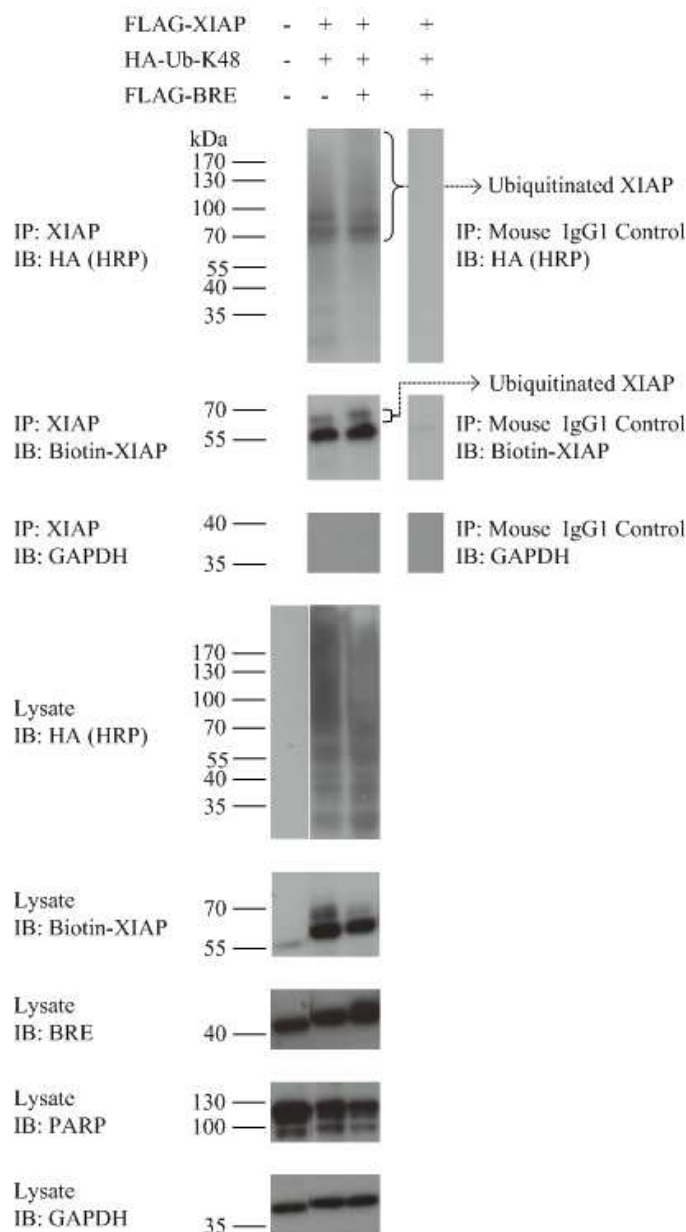 FLAG-XIAP - + + +
HA-Ub-K48 - + + +
FLAG-BRE - - + +
kDa
170
130
100
70
55
40
35
IP: XIAP
IB: HA (HRP)
Ubiquitinated XIAP
IP: Mouse IgG1 Control
IB: HA (HRP)
70
55
IP: XIAP
IB: Biotin-XIAP
Ubiquitinated XIAP
IP: Mouse IgG1 Control
IB: Biotin-XIAP
40
35
IP: XIAP
IB: GAPDH
IP: Mouse IgG1 Control
IB: GAPDH
170
130
100
70
55
40
35
Lysate
IB: HA (HRP)
70
55
Lysate
IB: Biotin-XIAP
Lysate
IB: BRE
40
Lysate
IB: PARP
130
100
Lysate
IB: GAPDH
35